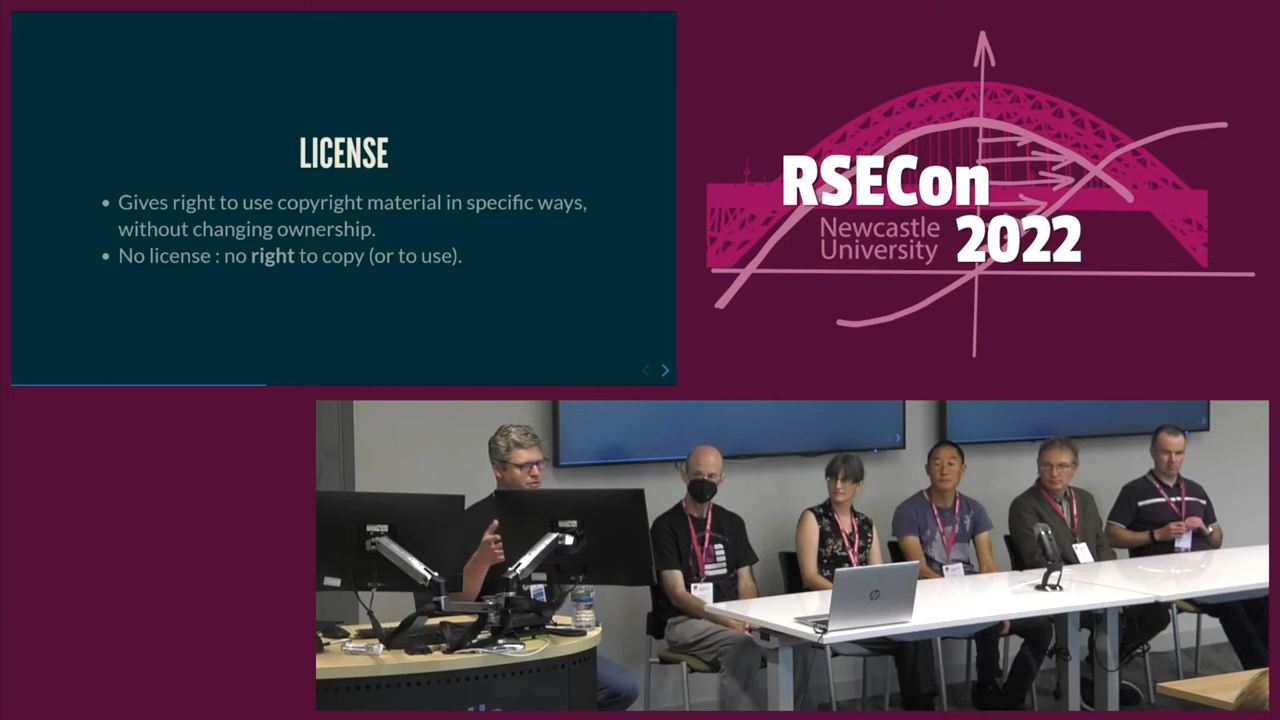 LICENSE
• Gives right to use copyright material in specific ways,
without changing ownership.
• No license : no right to copy (or to use).
RSECon
Newcastle
University
2022
hp